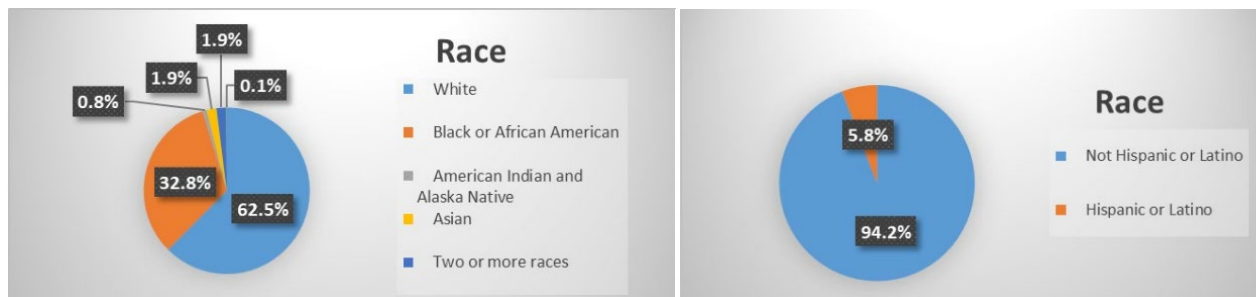 1.9%
Race
1.9%
0.1%
0.8%
White
Black or African American
32.8%
American Indian and
Alaska Native
62.5%
Asian
Two or more races
Race
5.8%
Not Hispanic or Latino
Hispanic or Latino
94.2%